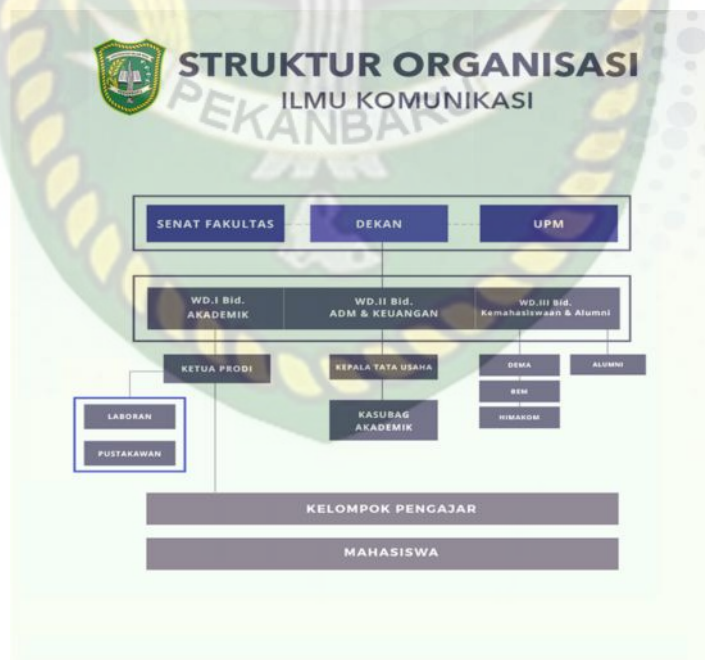 STRUKTUR ORGANISASI
ILMU KOMUNIKASI
PEKANBARU
SENAT FAKULTAS
DEKAN
UPM
WD.I Bid.
AKADEMIK
WD.II Bid.
ADM & KEUANGAN
WD.III Bid.
Kemahasiswaan & Alumni
KETUA PRODI
KEPALA TATA USAHA
DEMA
ALUMNI
BEM
LABORAN
KASUBAG
AKADEMIK
HIMAKOM
PUSTAKAWAN
KELOMPOK PENGAJAR
MAHASISWA